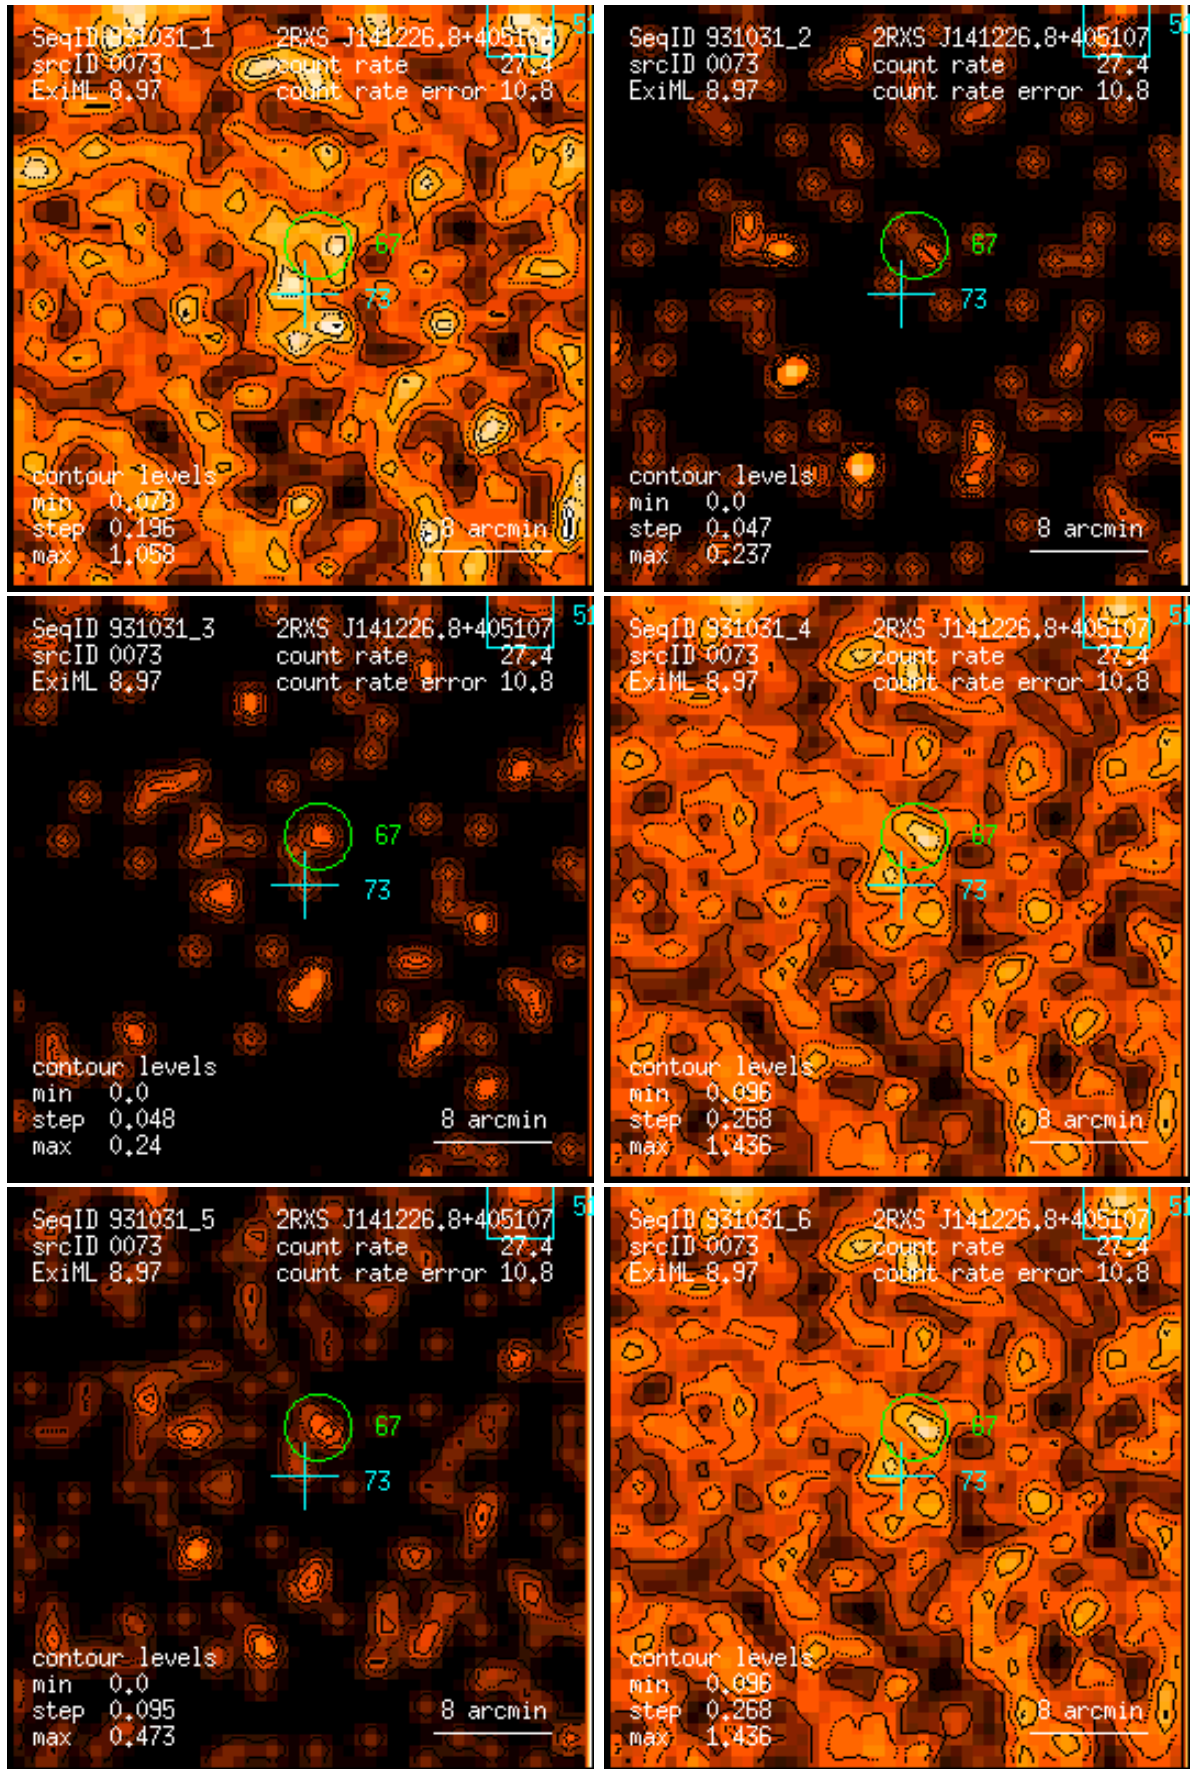 SeqID 931031_1 2RXS J141226.8+405107 51
srcID 0073 count rate 27.4
ExiML 8.97 count rate error 10.8
67
73
contour levels
min 0.078
step 0.196 8 arcmin
max 1.058
SeqID 931031_2 2RXS J141226.8+405107 51
srcID 0073 count rate 27.4
ExiML 8.97 count rate error 10.8
67
73
contour levels
min 0.0
step 0.047 8 arcmin
max 0.237
SeqID 931031_3 2RXS J141226.8+405107 51
srcID 0073 count rate 27.4
ExiML 8.97 count rate error 10.8
67
73
contour levels
min 0.0
step 0.048 8 arcmin
max 0.24
SeqID 931031_4 2RXS J141226.8+405107 51
srcID 0073 count rate 27.4
ExiML 8.97 count rate error 10.8
67
73
contour levels
min 0.096
step 0.268 8 arcmin
max 1.436
SeqID 931031_5 2RXS J141226.8+405107 51
srcID 0073 count rate 27.4
ExiML 8.97 count rate error 10.8
67
73
contour levels
min 0.0
step 0.095 8 arcmin
max 0.473
SeqID 931031_6 2RXS J141226.8+405107 51
srcID 0073 count rate 27.4
ExiML 8.97 count rate error 10.8
67
73
contour levels
min 0.096
step 0.268 8 arcmin
max 1.436